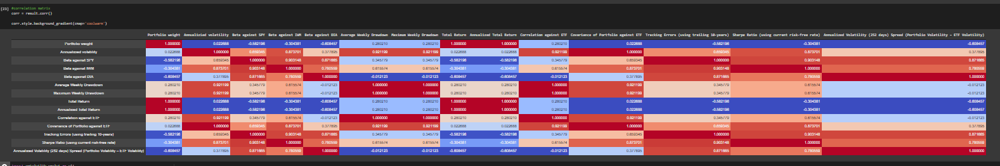 [23] #correlation matrix
corr = result.corr()
corr.style.background_gradient(cmap='coolwarm')
Portfolio weight Annualized volatility Beta against SPY Beta against IWM Beta against DIA Average Weekly Drawdown Maximum Weekly Drawdown Total Return Annualized Total Return Correlation against ETF Covariance of Portfolio against ETF Tracking Errors (using trailing 10-years) Sharpe Ratio (using current risk-free rate) Annualized Volatility (252 days) Spread (Portfolio Volatility – ETF Volatility)
Portfolio weight 1.000000 0.022688 -0.582198 -0.304381 -0.608457 0.280210 0.280210 1.000000 1.000000 0.280210 0.022688 -0.582198 -0.304381 -0.608457
Annualized volatility 0.022688 1.000000 0.659345 0.873701 0.377895 0.921199 0.921199 0.022688 0.022688 0.921199 1.000000 0.659345 0.873701 0.377895
Beta against SPY -0.582198 0.659345 1.000000 0.903148 0.871665 0.345779 0.345779 -0.582198 -0.582198 0.345779 0.659345 1.000000 0.903148 0.871665
Beta against IWM -0.304381 0.873701 0.903148 1.000000 0.780559 0.615574 0.615574 -0.304381 -0.304381 0.615574 0.873701 0.903148 1.000000 0.780559
Beta against DIA -0.608457 0.377895 0.871665 0.780559 1.000000 -0.012123 -0.012123 -0.608457 -0.608457 -0.012123 0.377895 0.871665 0.780559 1.000000
Average Weekly Drawdown 0.280210 0.921199 0.345779 0.615574 -0.012123 1.000000 1.000000 0.280210 0.280210 1.000000 0.921199 0.345779 0.615574 -0.012123
Maximum Weekly Drawdown 0.280210 0.921199 0.345779 0.615574 -0.012123 1.000000 1.000000 0.280210 0.280210 1.000000 0.921199 0.345779 0.615574 -0.012123
Total Return 1.000000 0.022688 -0.582198 -0.304381 -0.608457 0.280210 0.280210 1.000000 1.000000 0.280210 0.022688 -0.582198 -0.304381 -0.608457
Annualized Total Return 1.000000 0.022688 -0.582198 -0.304381 -0.608457 0.280210 0.280210 1.000000 1.000000 0.280210 0.022688 -0.582198 -0.304381 -0.608457
Correlation against ETF 0.280210 0.921199 0.345779 0.615574 -0.012123 1.000000 1.000000 0.280210 0.280210 1.000000 0.921199 0.345779 0.615574 -0.012123
Covariance of Portfolio against ETF 0.022688 1.000000 0.659345 0.873701 0.377895 0.921199 0.921199 0.022688 0.022688 0.921199 1.000000 0.659345 0.873701 0.377895
Tracking Errors (using trailing 10-years) -0.582198 0.659345 1.000000 0.903148 0.871665 0.345779 0.345779 -0.582198 -0.582198 0.345779 0.659345 1.000000 0.903148 0.871665
Sharpe Ratio (using current risk-free rate) -0.304381 0.873701 0.903148 1.000000 0.780559 0.615574 0.615574 -0.304381 -0.304381 0.615574 0.873701 0.903148 1.000000 0.780559
Annualized Volatility (252 days) Spread (Portfolio Volatility – ETF Volatility) -0.608457 0.377895 0.871665 0.780559 1.000000 -0.012123 -0.012123 -0.608457 -0.608457 -0.012123 0.377895 0.871665 0.780559 1.000000